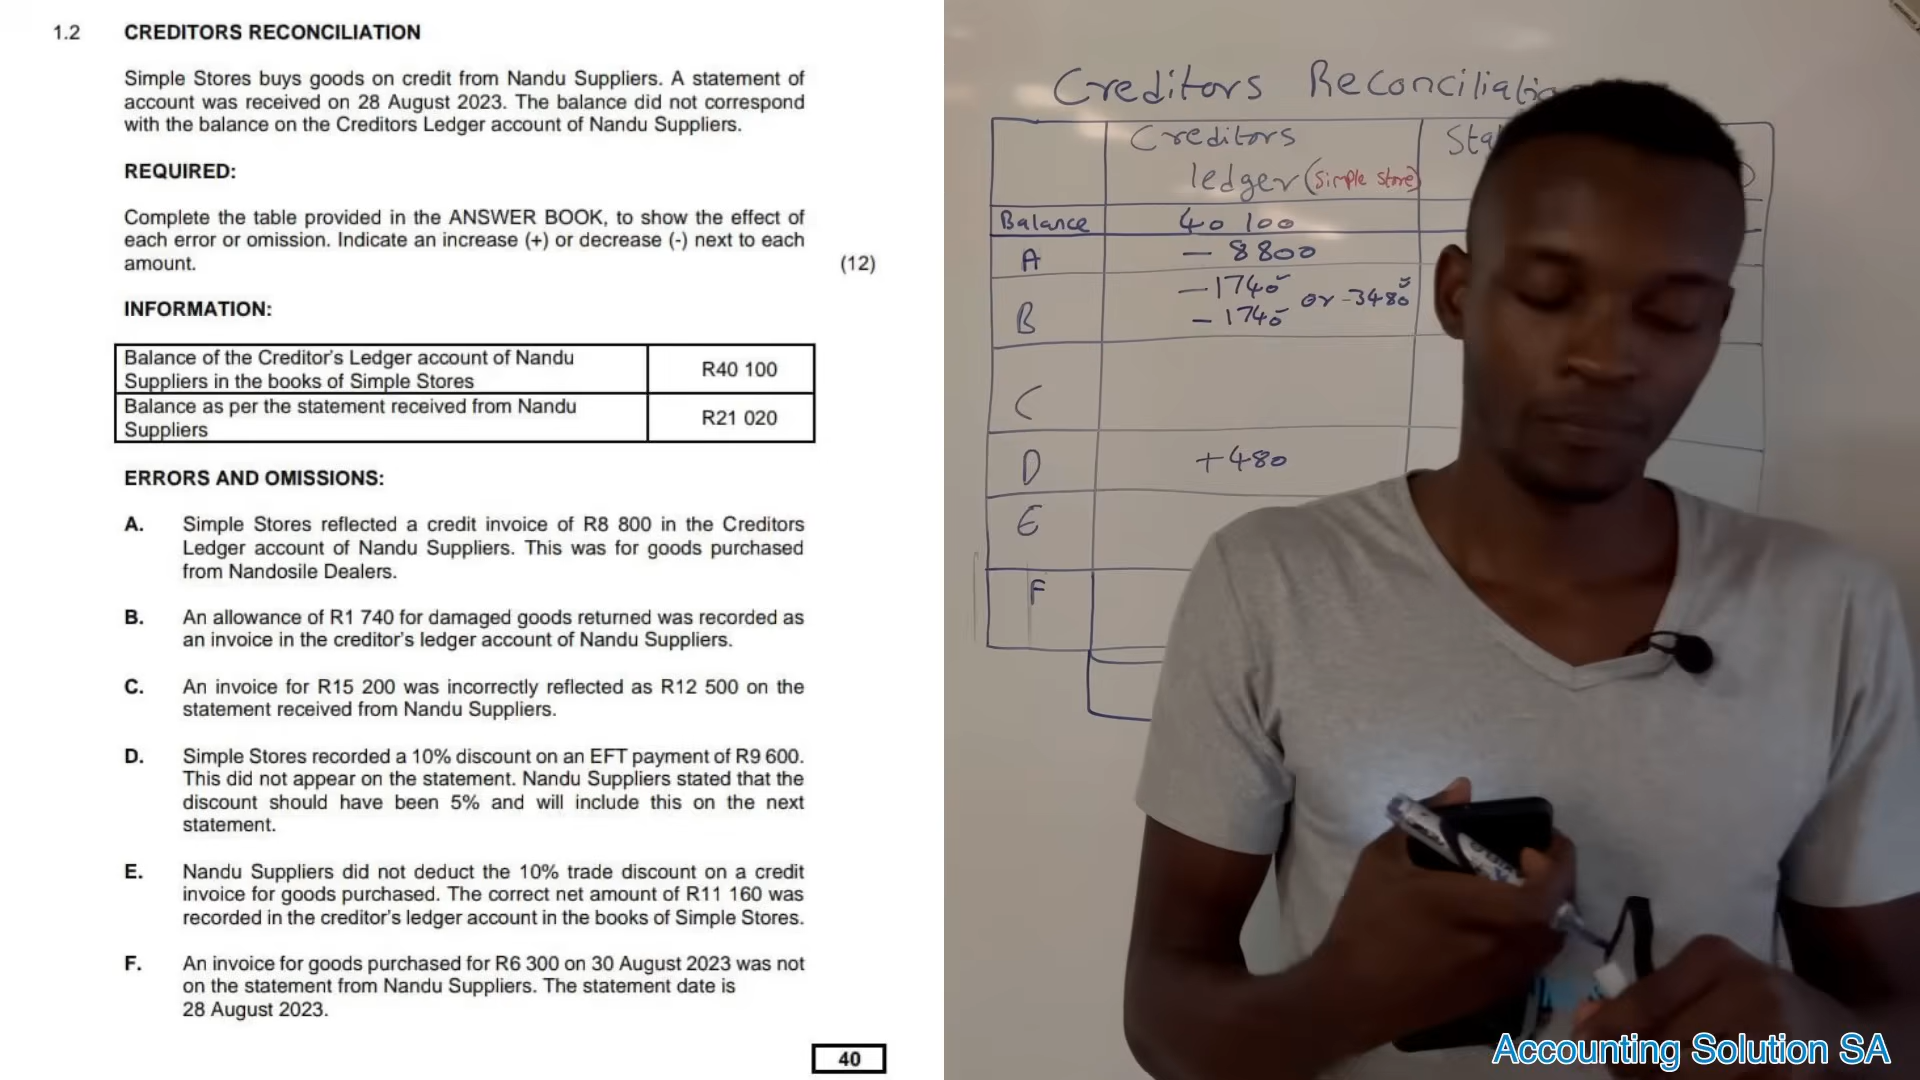 1.2 CREDITORS RECONCILIATION
Simple Stores buys goods on credit from Nandu Suppliers. A statement of
account was received on 28 August 2023. The balance did not correspond
with the balance on the Creditors Ledger account of Nandu Suppliers.
REQUIRED:
Complete the table provided in the ANSWER BOOK, to show the effect of
each error or omission. Indicate an increase (+) or decrease (-) next to each
amount. (12)
INFORMATION:
Balance of the Creditor's Ledger account of Nandu
Suppliers in the books of Simple Stores R40 100
Balance as per the statement received from Nandu
Suppliers R21 020
ERRORS AND OMISSIONS:
A. Simple Stores reflected a credit invoice of R8 800 in the Creditors
Ledger account of Nandu Suppliers. This was for goods purchased
from Nandosile Dealers.
B. An allowance of R1 740 for damaged goods returned was recorded as
an invoice in the creditor's ledger account of Nandu Suppliers.
C. An invoice for R15 200 was incorrectly reflected as R12 500 on the
statement received from Nandu Suppliers.
D. Simple Stores recorded a 10% discount on an EFT payment of R9 600.
This did not appear on the statement. Nandu Suppliers stated that the
discount should have been 5% and will include this on the next
statement.
E. Nandu Suppliers did not deduct the 10% trade discount on a credit
invoice for goods purchased. The correct net amount of R11 160 was
recorded in the creditor's ledger account in the books of Simple Stores.
F. An invoice for goods purchased for R6 300 on 30 August 2023 was not
on the statement from Nandu Suppliers. The statement date is
28 August 2023.
40
Creditors Reconciliatio
Creditors Sta
ledger (simple store)
Balance 40 100
A - 8800
- 1740 or -3480
B - 1740
C
D +480
E
F
Accounting Solution SA